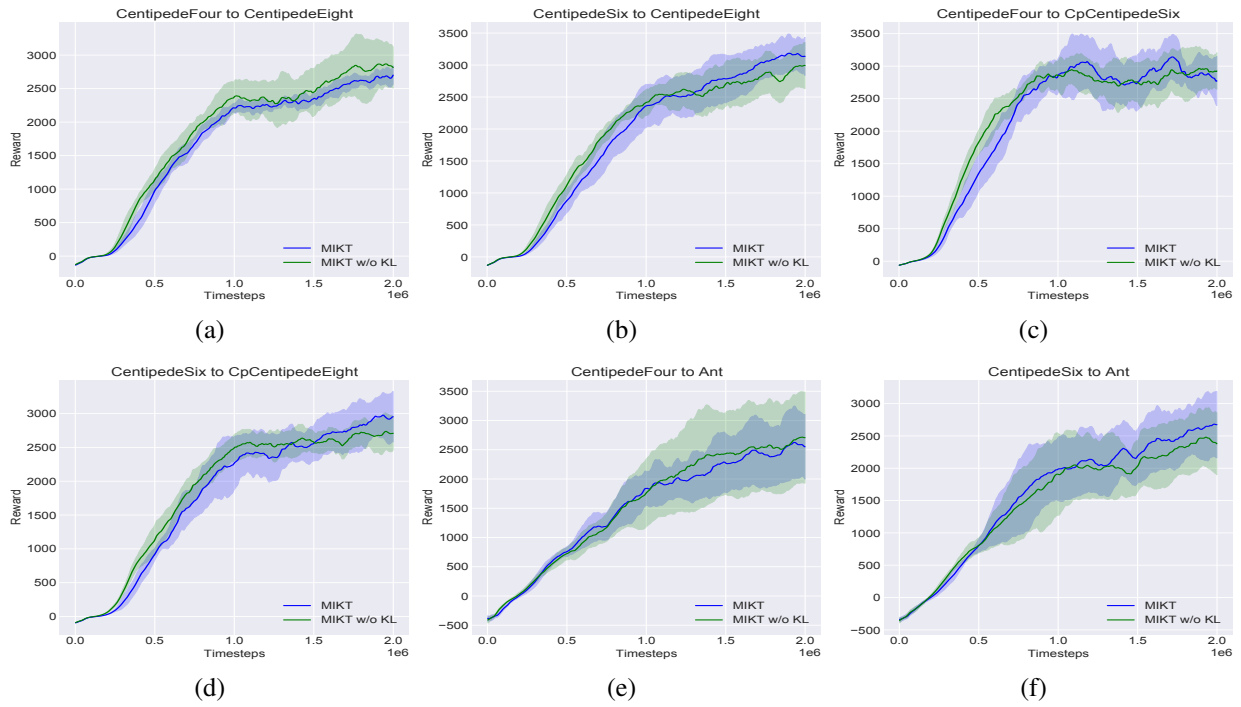 CentipedeFour to CentipedeEight
3000
2500
2000
1500
1000
500
0
Reward
MIKT
MIKT w/o KL
0.0 0.5 1.0 1.5 2.0
Timesteps 1e6
(a)
CentipedeSix to CentipedeEight
3500
3000
2500
2000
1500
1000
500
0
Reward
MIKT
MIKT w/o KL
0.0 0.5 1.0 1.5 2.0
Timesteps 1e6
(b)
CentipedeFour to CpCentipedeSix
3500
3000
2500
2000
1500
1000
500
0
Reward
MIKT
MIKT w/o KL
0.0 0.5 1.0 1.5 2.0
Timesteps 1e6
(c)
CentipedeSix to CpCentipedeEight
3000
2500
2000
1500
1000
500
0
Reward
MIKT
MIKT w/o KL
0.0 0.5 1.0 1.5 2.0
Timesteps 1e6
(d)
CentipedeFour to Ant
3500
3000
2500
2000
1500
1000
500
0
−500
Reward
MIKT
MIKT w/o KL
0.0 0.5 1.0 1.5 2.0
Timesteps 1e6
(e)
CentipedeSix to Ant
3000
2500
2000
1500
1000
500
0
−500
Reward
MIKT
MIKT w/o KL
0.0 0.5 1.0 1.5 2.0
Timesteps 1e6
(f)